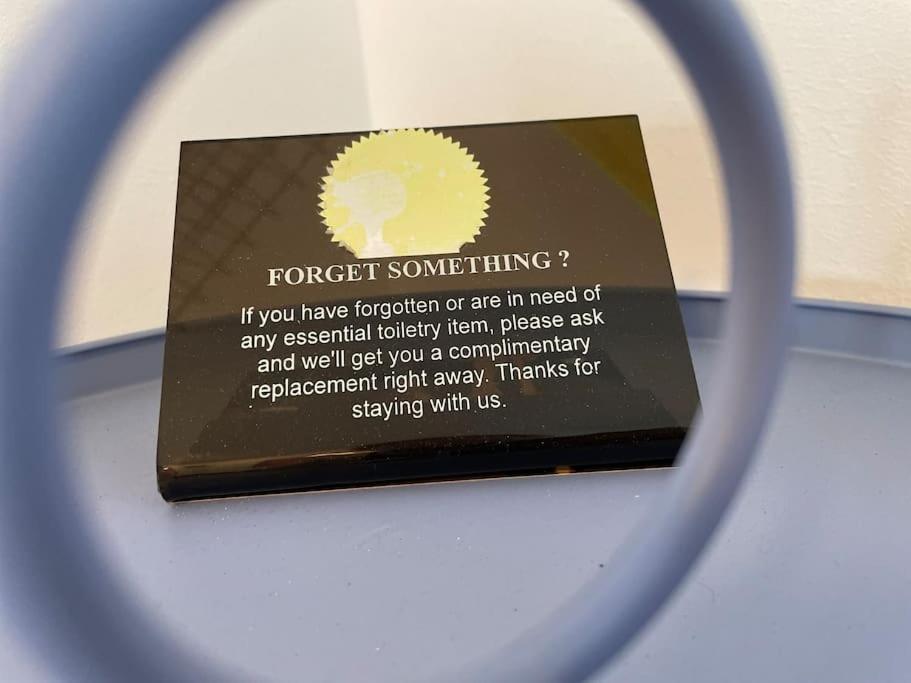 FORGET SOMETHING ?
If you have forgotten or are in need of
any essential toiletry item, please ask
and we'll get you a complimentary
replacement right away. Thanks for
staying with us.